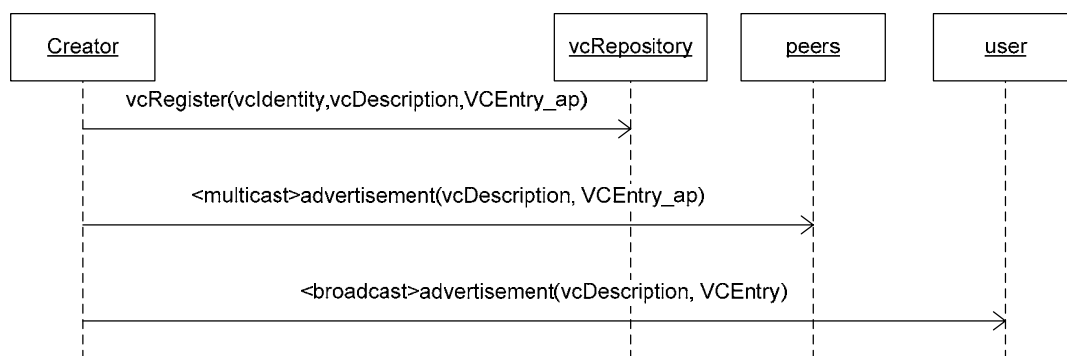 Creator
vcRepository
peers
user
vcRegister(vcIdentity,vcDescription,VCEntry_ap)
<multicast>advertisement(vcDescription, VCEntry_ap)
<broadcast>advertisement(vcDescription, VCEntry)